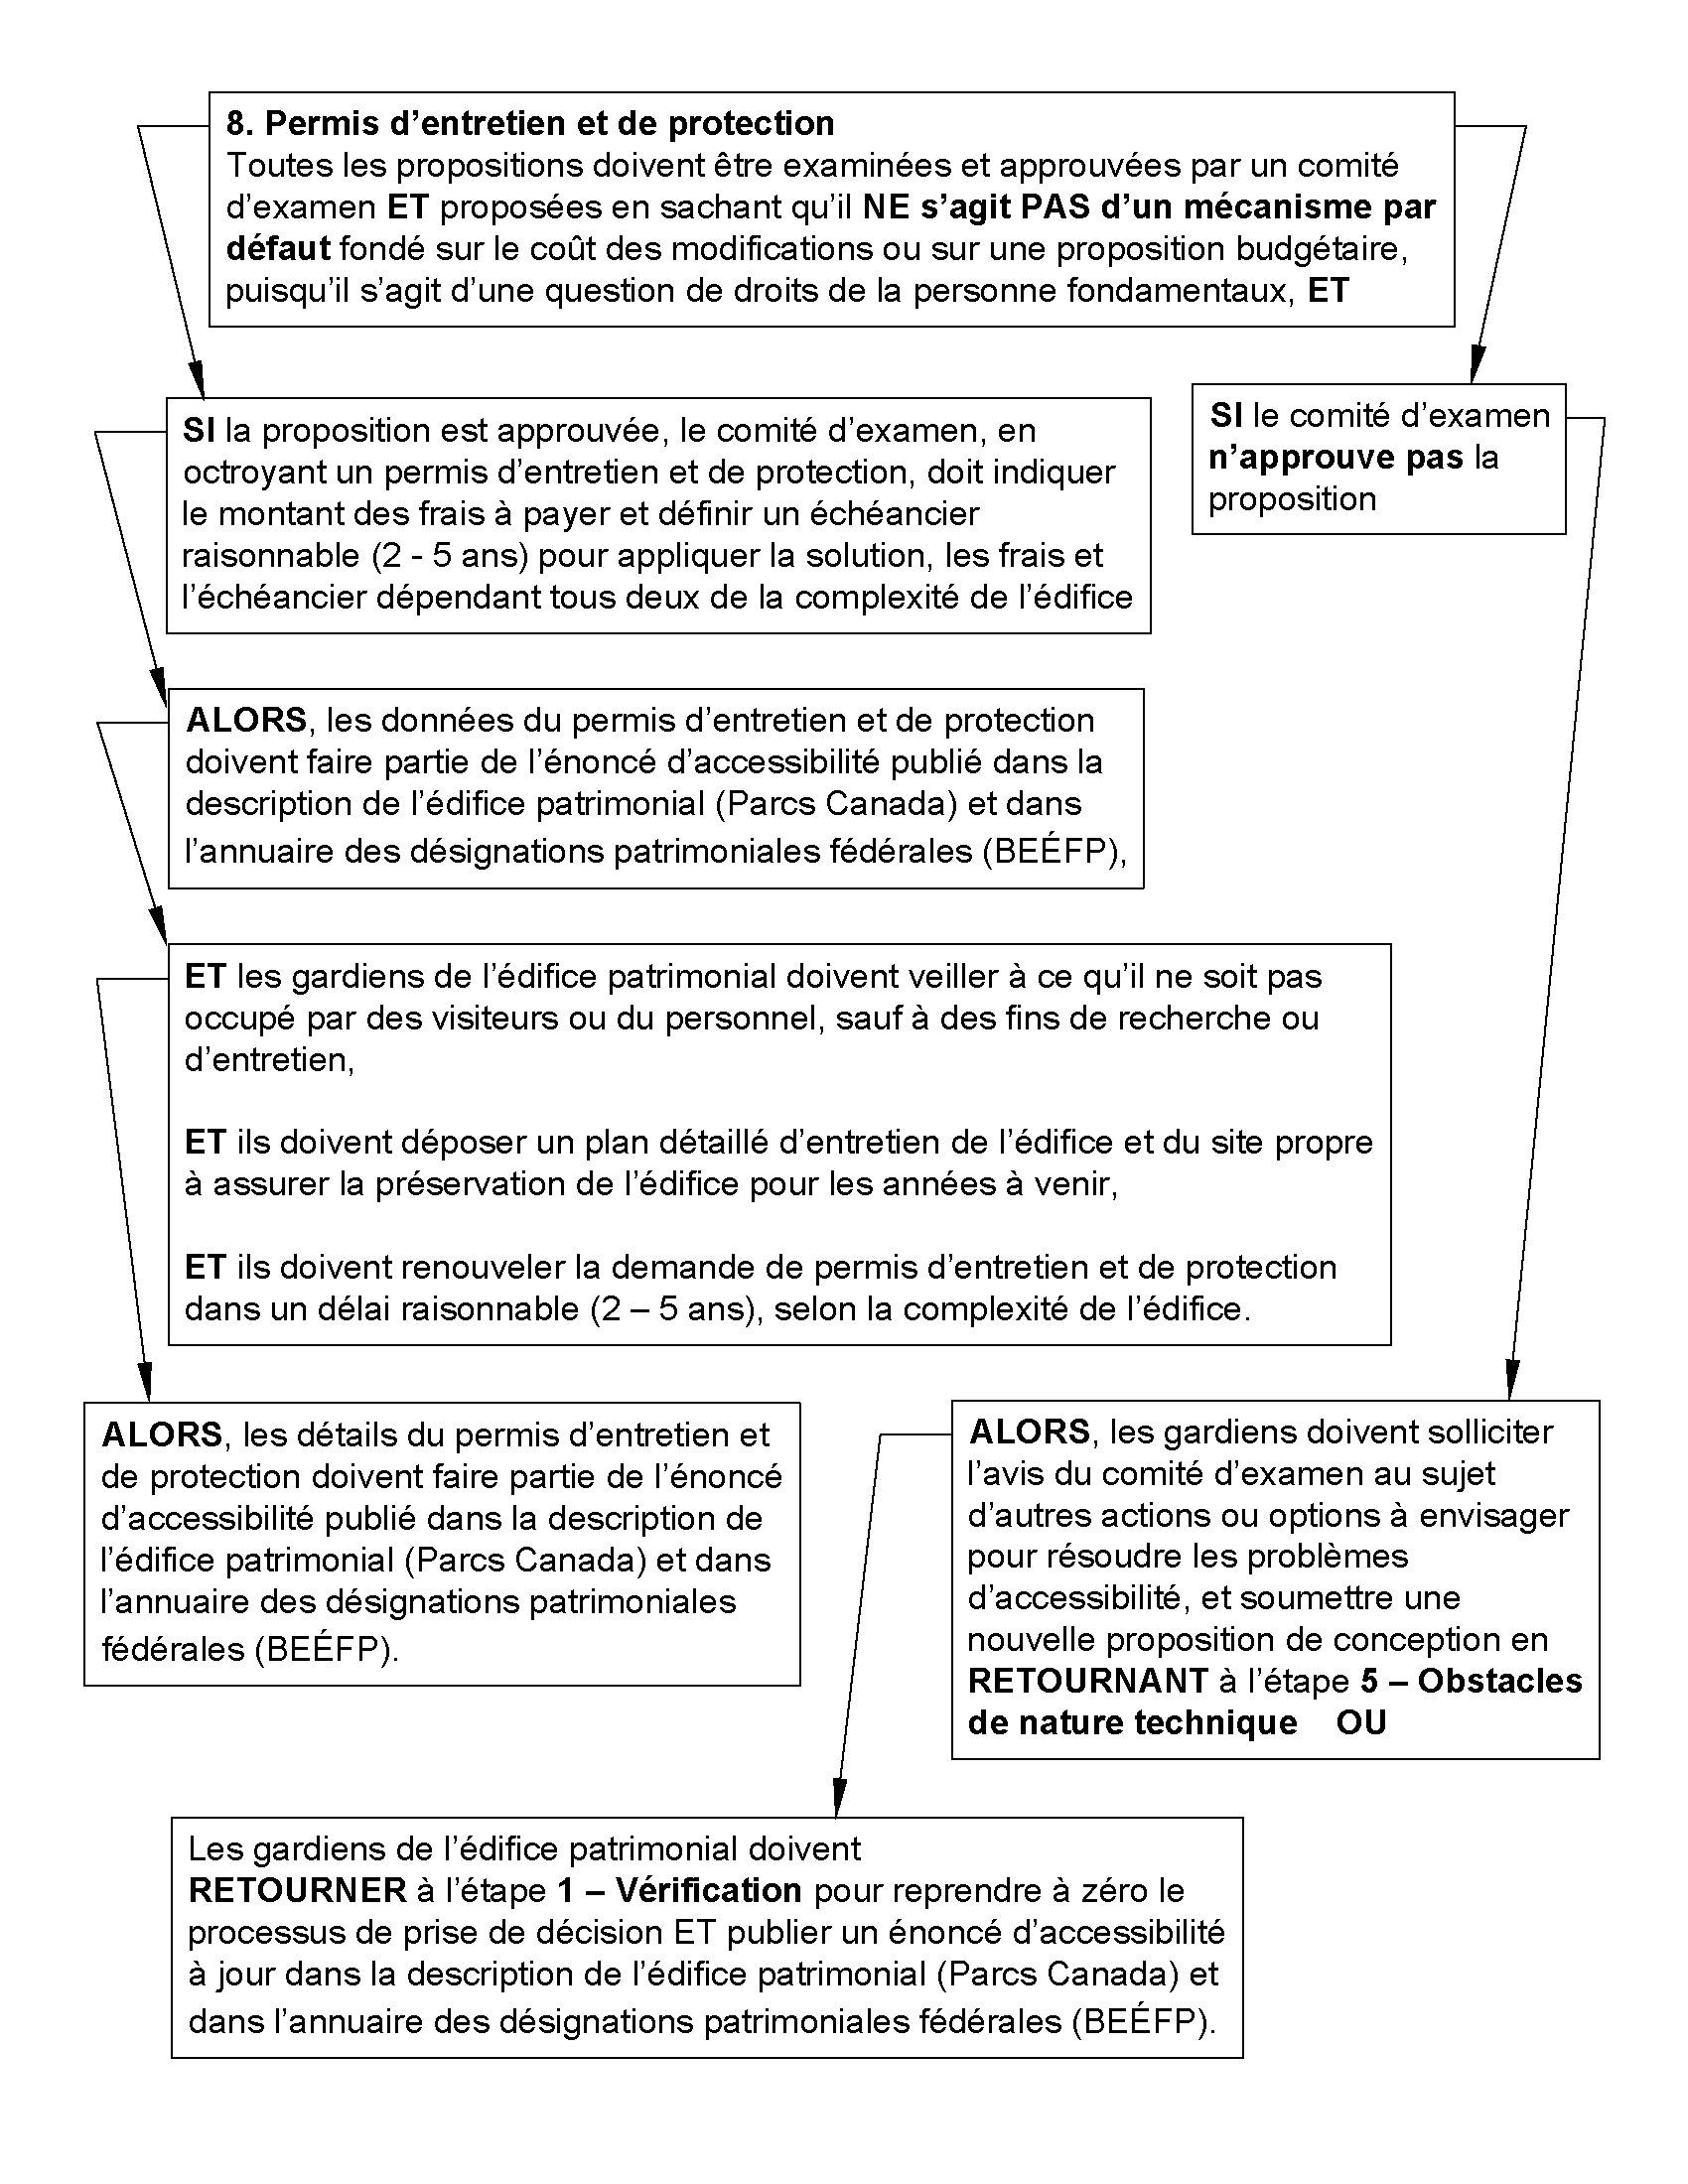 8. Permis d’entretien et de protection
Toutes les propositions doivent être examinées et approuvées par un comité
d’examen ET proposées en sachant qu’il NE s’agit PAS d’un mécanisme par
défaut fondé sur le coût des modifications ou sur une proposition budgétaire,
puisqu’il s’agit d’une question de droits de la personne fondamentaux, ET
SI la proposition est approuvée, le comité d’examen, en
octroyant un permis d’entretien et de protection, doit indiquer
le montant des frais à payer et définir un échéancier
raisonnable (2 - 5 ans) pour appliquer la solution, les frais et
l’échéancier dépendant tous deux de la complexité de l’édifice
SI le comité d’examen
n’approuve pas la
proposition
ALORS, les données du permis d’entretien et de protection
doivent faire partie de l’énoncé d’accessibilité publié dans la
description de l’édifice patrimonial (Parcs Canada) et dans
l’annuaire des désignations patrimoniales fédérales (BEÉFP),
ET les gardiens de l’édifice patrimonial doivent veiller à ce qu’il ne soit pas
occupé par des visiteurs ou du personnel, sauf à des fins de recherche ou
d’entretien,
ET ils doivent déposer un plan détaillé d’entretien de l’édifice et du site propre
à assurer la préservation de l’édifice pour les années à venir,
ET ils doivent renouveler la demande de permis d’entretien et de protection
dans un délai raisonnable (2 – 5 ans), selon la complexité de l’édifice.
ALORS, les détails du permis d’entretien et
de protection doivent faire partie de l’énoncé
d’accessibilité publié dans la description de
l’édifice patrimonial (Parcs Canada) et dans
l’annuaire des désignations patrimoniales
fédérales (BEÉFP).
ALORS, les gardiens doivent solliciter
l’avis du comité d’examen au sujet
d’autres actions ou options à envisager
pour résoudre les problèmes
d’accessibilité, et soumettre une
nouvelle proposition de conception en
RETOURNANT à l’étape 5 – Obstacles
de nature technique OU
Les gardiens de l’édifice patrimonial doivent
RETOURNER à l’étape 1 – Vérification pour reprendre à zéro le
processus de prise de décision ET publier un énoncé d’accessibilité
à jour dans la description de l’édifice patrimonial (Parcs Canada) et
dans l’annuaire des désignations patrimoniales fédérales (BEÉFP).